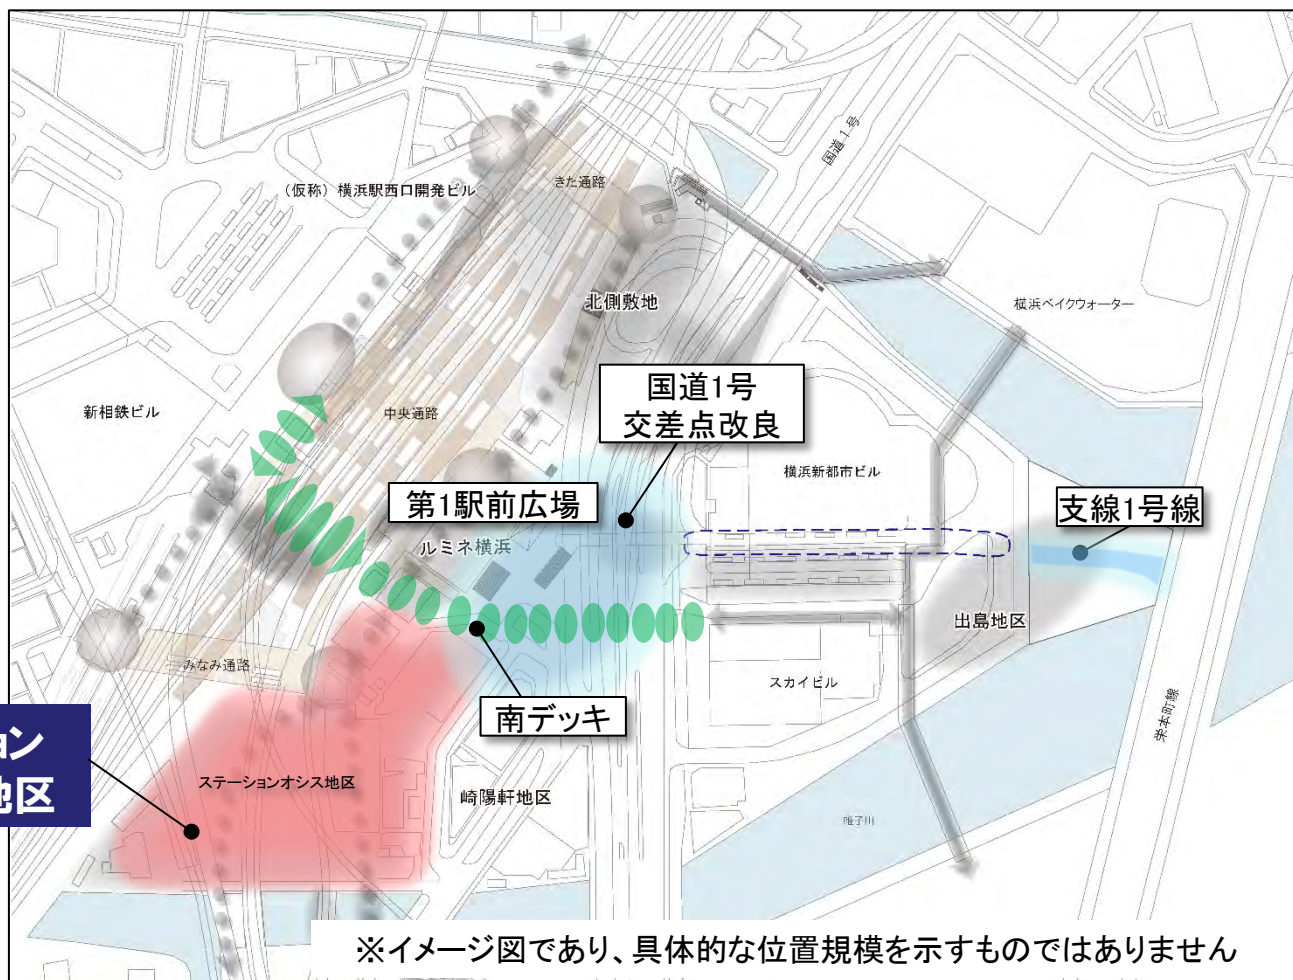 国道1号
きた通路
(仮称) 横浜駅西口開発ビル
北側敷地
横浜ベイクウォーター
国道1号
交差点改良
新相鉄ビル
中央通路
横浜新都市ビル
第1駅前広場
支線1号線
ルミネ横浜
出島地区
みなみ通路
スカイビル
南デッキ
栄本町線
ョン
地区
ステーションオシス地区
崎陽軒地区
※イメージ図であり、具体的な位置規模を示すものではありません